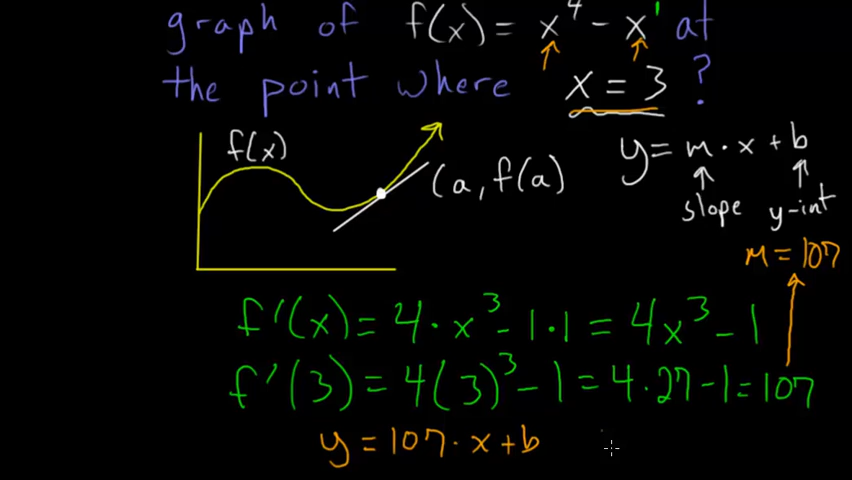 graph of f(x) = x⁴ - x¹ at
the point where x = 3 ?
f(x)
(a, f(a)
y = m · x + b
slope y-int
m = 107
f'(x) = 4 · x³ - 1 · 1 = 4x³ - 1
f'(3) = 4(3)³ - 1 = 4 · 27 - 1 = 107
y = 107 · x + b